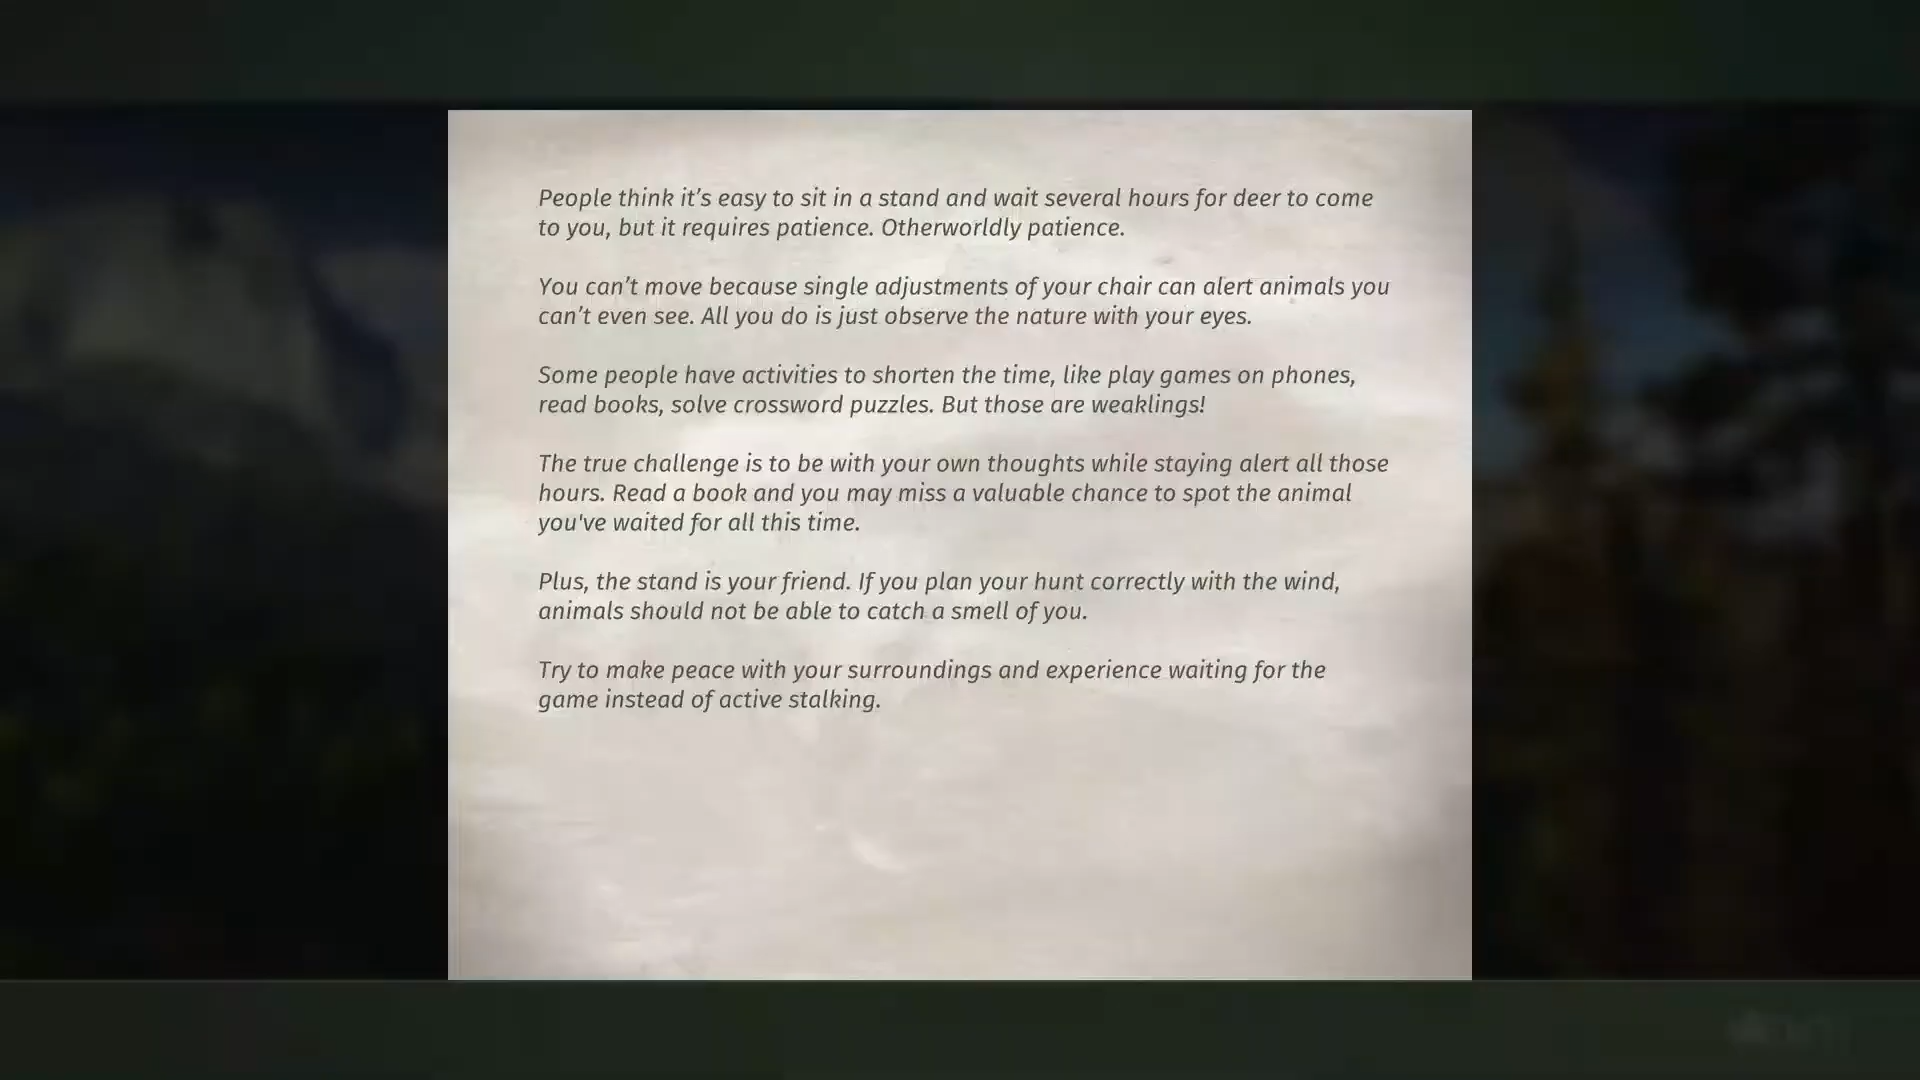 People think it’s easy to sit in a stand and wait several hours for deer to come
to you, but it requires patience. Otherworldly patience.
You can’t move because single adjustments of your chair can alert animals you
can’t even see. All you do is just observe the nature with your eyes.
Some people have activities to shorten the time, like play games on phones,
read books, solve crossword puzzles. But those are weaklings!
The true challenge is to be with your own thoughts while staying alert all those
hours. Read a book and you may miss a valuable chance to spot the animal
you've waited for all this time.
Plus, the stand is your friend. If you plan your hunt correctly with the wind,
animals should not be able to catch a smell of you.
Try to make peace with your surroundings and experience waiting for the
game instead of active stalking.